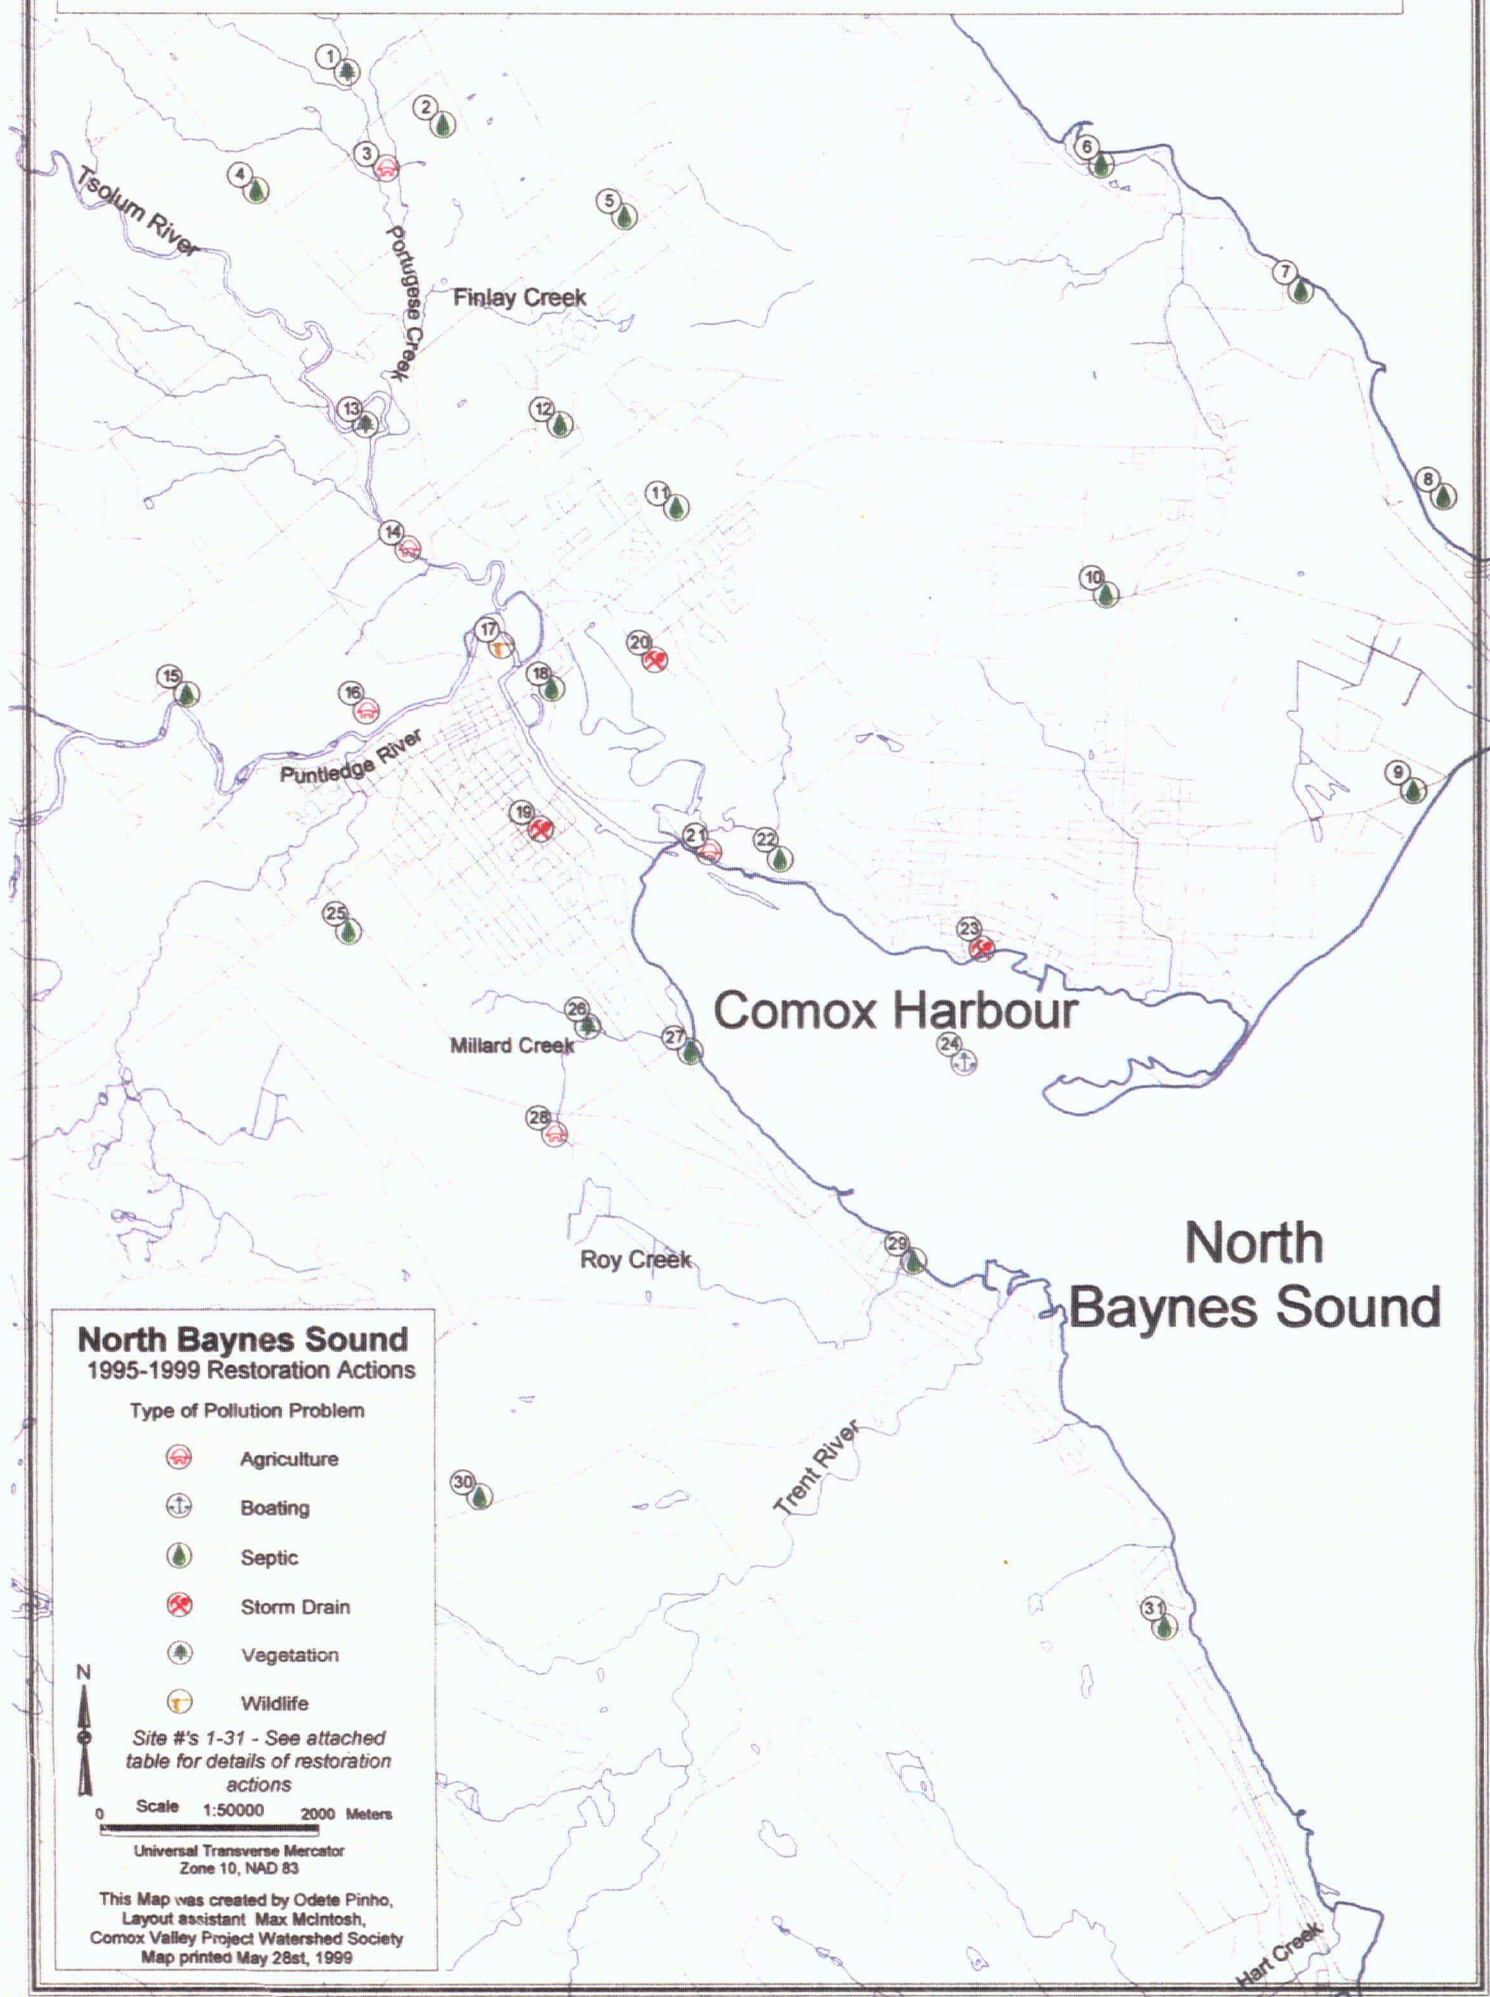 1
2
3
4
5
6
7
8
9
10
11
12
13
14
15
16
17
18
19
20
21
22
23
24
25
26
27
28
29
30
31
Tsolum River
Portugese Creek
Finlay Creek
Puntledge River
Comox Harbour
Millard Creek
Roy Creek
North
Baynes Sound
Trent River
Hart Creek
North Baynes Sound
1995-1999 Restoration Actions
Type of Pollution Problem
Agriculture
Boating
Septic
Storm Drain
Vegetation
Wildlife
N
Site #'s 1-31 - See attached
table for details of restoration
actions
0 Scale 1:50000 2000 Meters
Universal Transverse Mercator
Zone 10, NAD 83
This Map was created by Odete Pinho,
Layout assistant Max McIntosh,
Comox Valley Project Watershed Society
Map printed May 28st, 1999